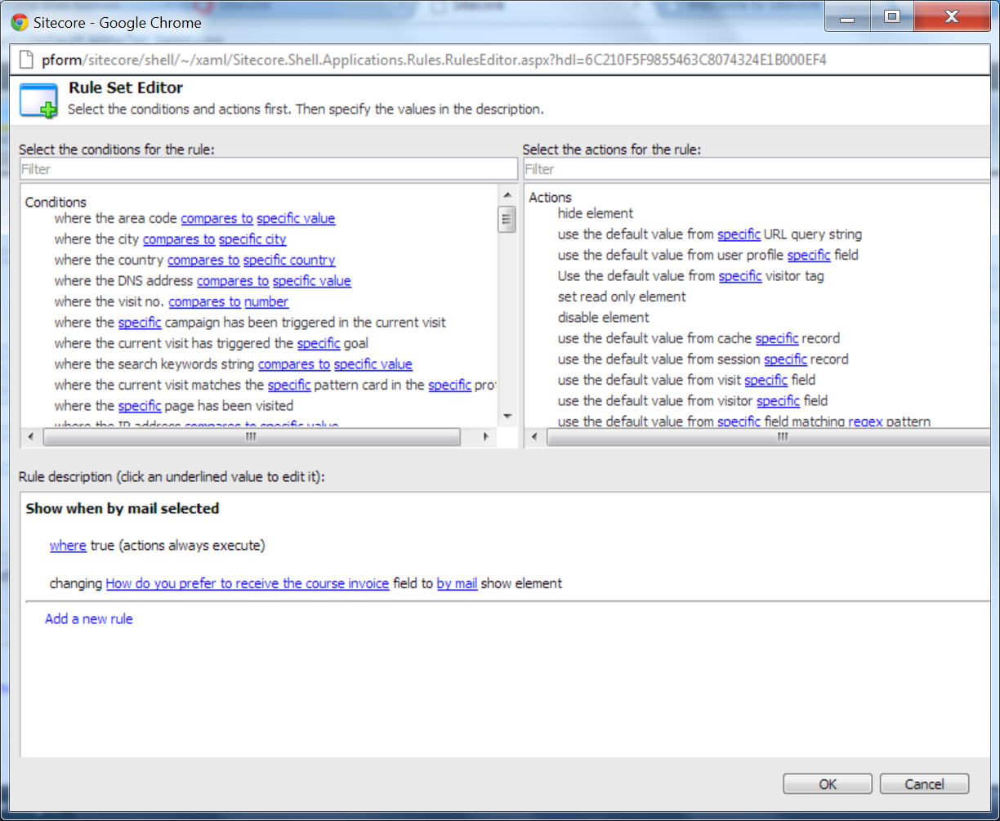 Sitecore - Google Chrome
pform/sitecore/shell/~/xaml/Sitecore.Shell.Applications.Rules.RulesEditor.aspx?hdl=6C210F5F9855463C8074324E1B000EF4
Rule Set Editor
Select the conditions and actions first. Then specify the values in the description.
Select the conditions for the rule:
Filter
Conditions
where the area code compares to specific value
where the city compares to specific city
where the country compares to specific country
where the DNS address compares to specific value
where the visit no. compares to number
where the specific campaign has been triggered in the current visit
where the current visit has triggered the specific goal
where the search keywords string compares to specific value
where the current visit matches the specific pattern card in the specific prof
where the specific page has been visited
where the IP address compares to specific value
Select the actions for the rule:
Filter
Actions
hide element
use the default value from specific URL query string
use the default value from user profile specific field
Use the default value from specific visitor tag
set read only element
disable element
use the default value from cache specific record
use the default value from session specific record
use the default value from visit specific field
use the default value from visitor specific field
use the default value from specific field matching regex pattern
Rule description (click an underlined value to edit it):
Show when by mail selected
where true (actions always execute)
changing How do you prefer to receive the course invoice field to by mail show element
Add a new rule
OK
Cancel